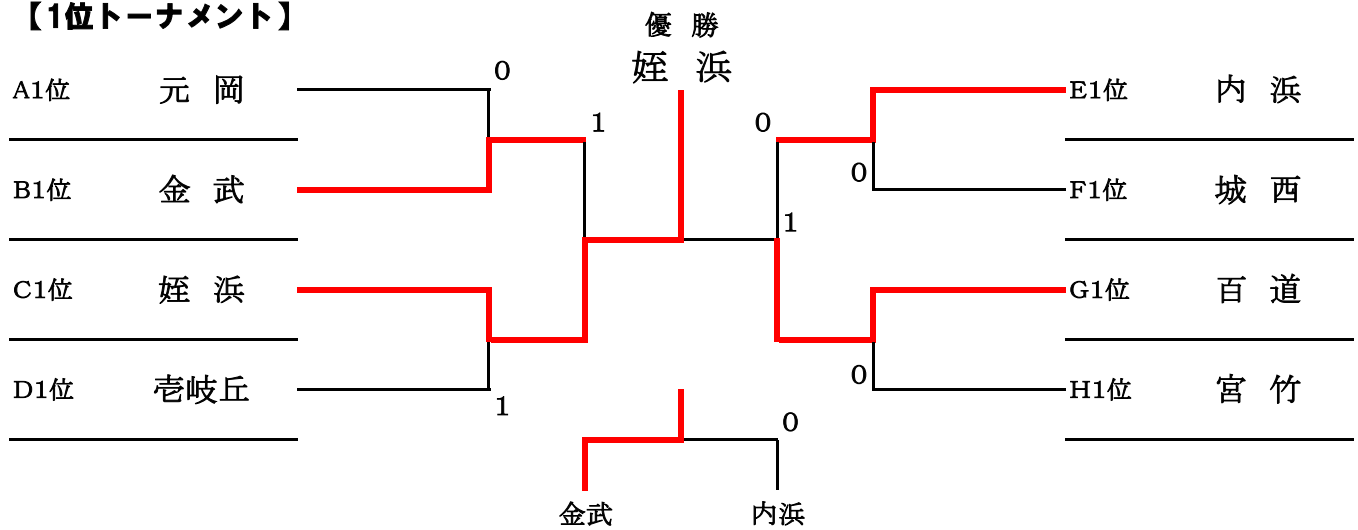 【1位トーナメント】
優 勝
姪 浜
A1位 元 岡
0
B1位 金 武
1
C1位 姪 浜
D1位 壱岐丘
1
0
E1位 内 浜
0
F1位 城 西
1
G1位 百 道
0
H1位 宮 竹
0
金武
内浜